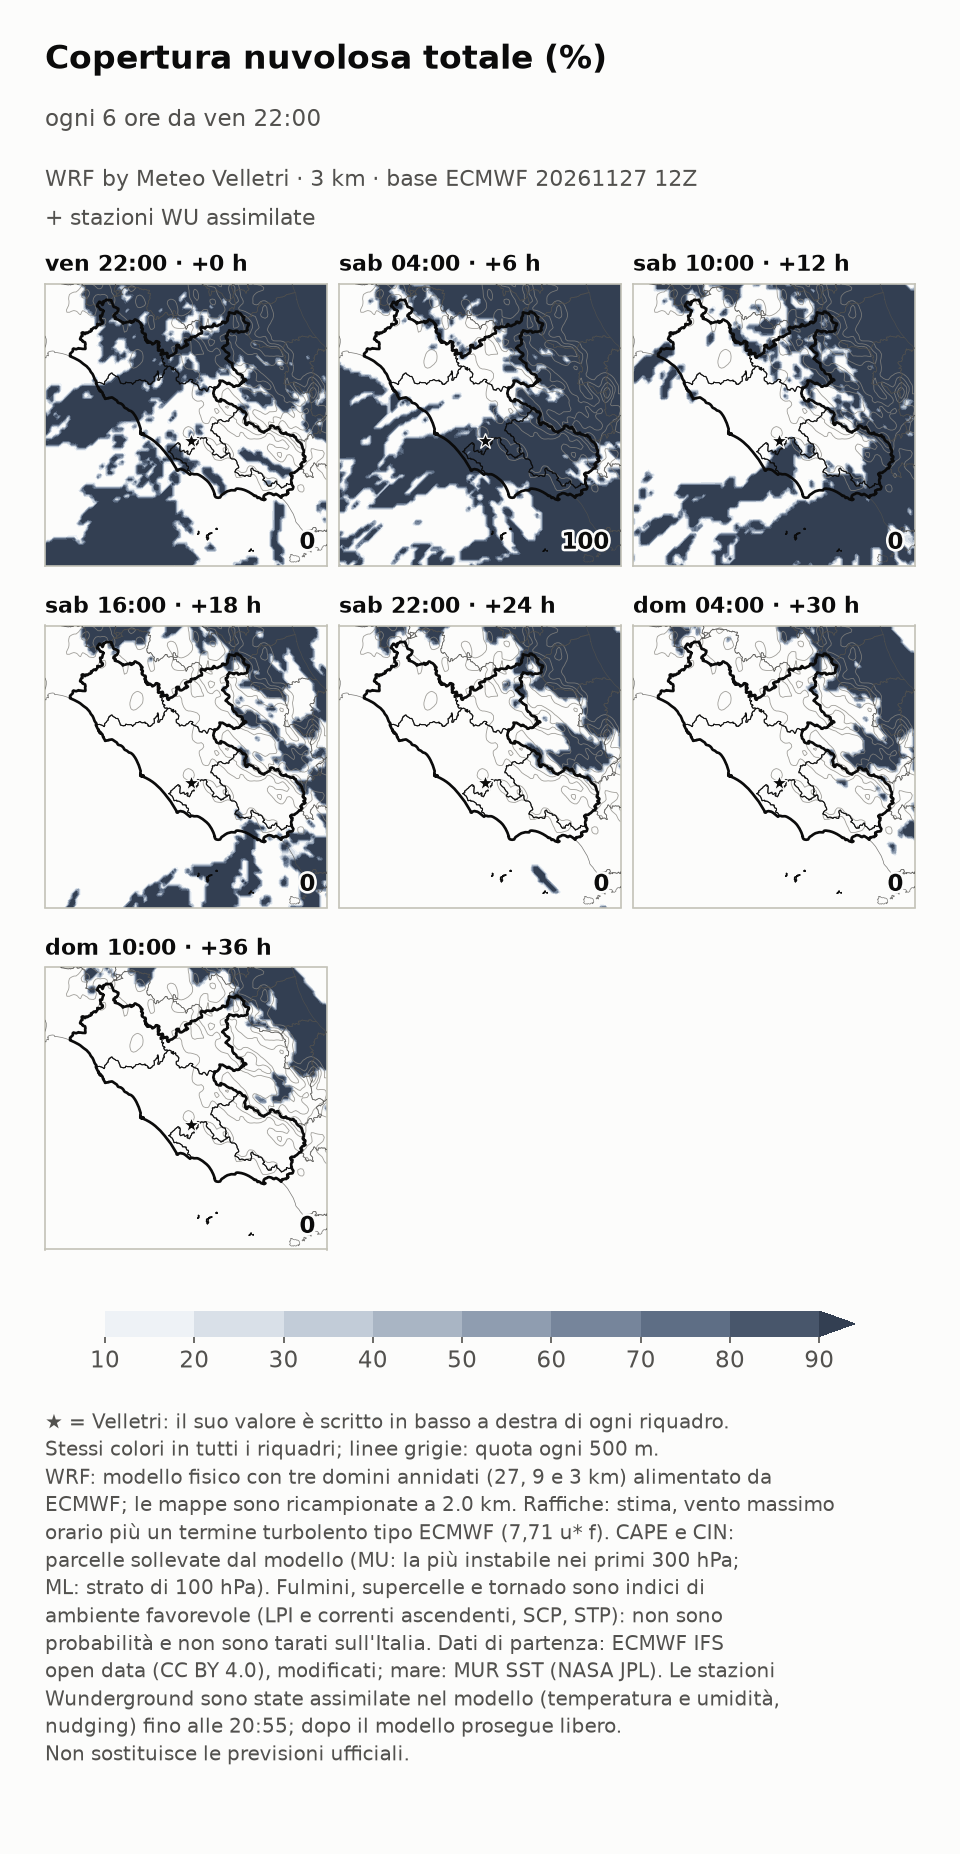 Copertura nuvolosa totale (%)
ogni 6 ore da ven 22:00
WRF by Meteo Velletri · 3 km · base ECMWF 20261127 12Z
+ stazioni WU assimilate
ven 22:00 · +0 h
sab 04:00 · +6 h
sab 10:00 · +12 h
0
100
0
sab 16:00 · +18 h
sab 22:00 · +24 h
dom 04:00 · +30 h
0
0
0
dom 10:00 · +36 h
0
10 20 30 40 50 60 70 80 90
★ = Velletri: il suo valore è scritto in basso a destra di ogni riquadro.
Stessi colori in tutti i riquadri; linee grigie: quota ogni 500 m.
WRF: modello fisico con tre domini annidati (27, 9 e 3 km) alimentato da
ECMWF; le mappe sono ricampionate a 2.0 km. Raffiche: stima, vento massimo
orario più un termine turbolento tipo ECMWF (7,71 u* f). CAPE e CIN:
parcelle sollevate dal modello (MU: la più instabile nei primi 300 hPa;
ML: strato di 100 hPa). Fulmini, supercelle e tornado sono indici di
ambiente favorevole (LPI e correnti ascendenti, SCP, STP): non sono
probabilità e non sono tarati sull'Italia. Dati di partenza: ECMWF IFS
open data (CC BY 4.0), modificati; mare: MUR SST (NASA JPL). Le stazioni
Wunderground sono state assimilate nel modello (temperatura e umidità,
nudging) fino alle 20:55; dopo il modello prosegue libero.
Non sostituisce le previsioni ufficiali.